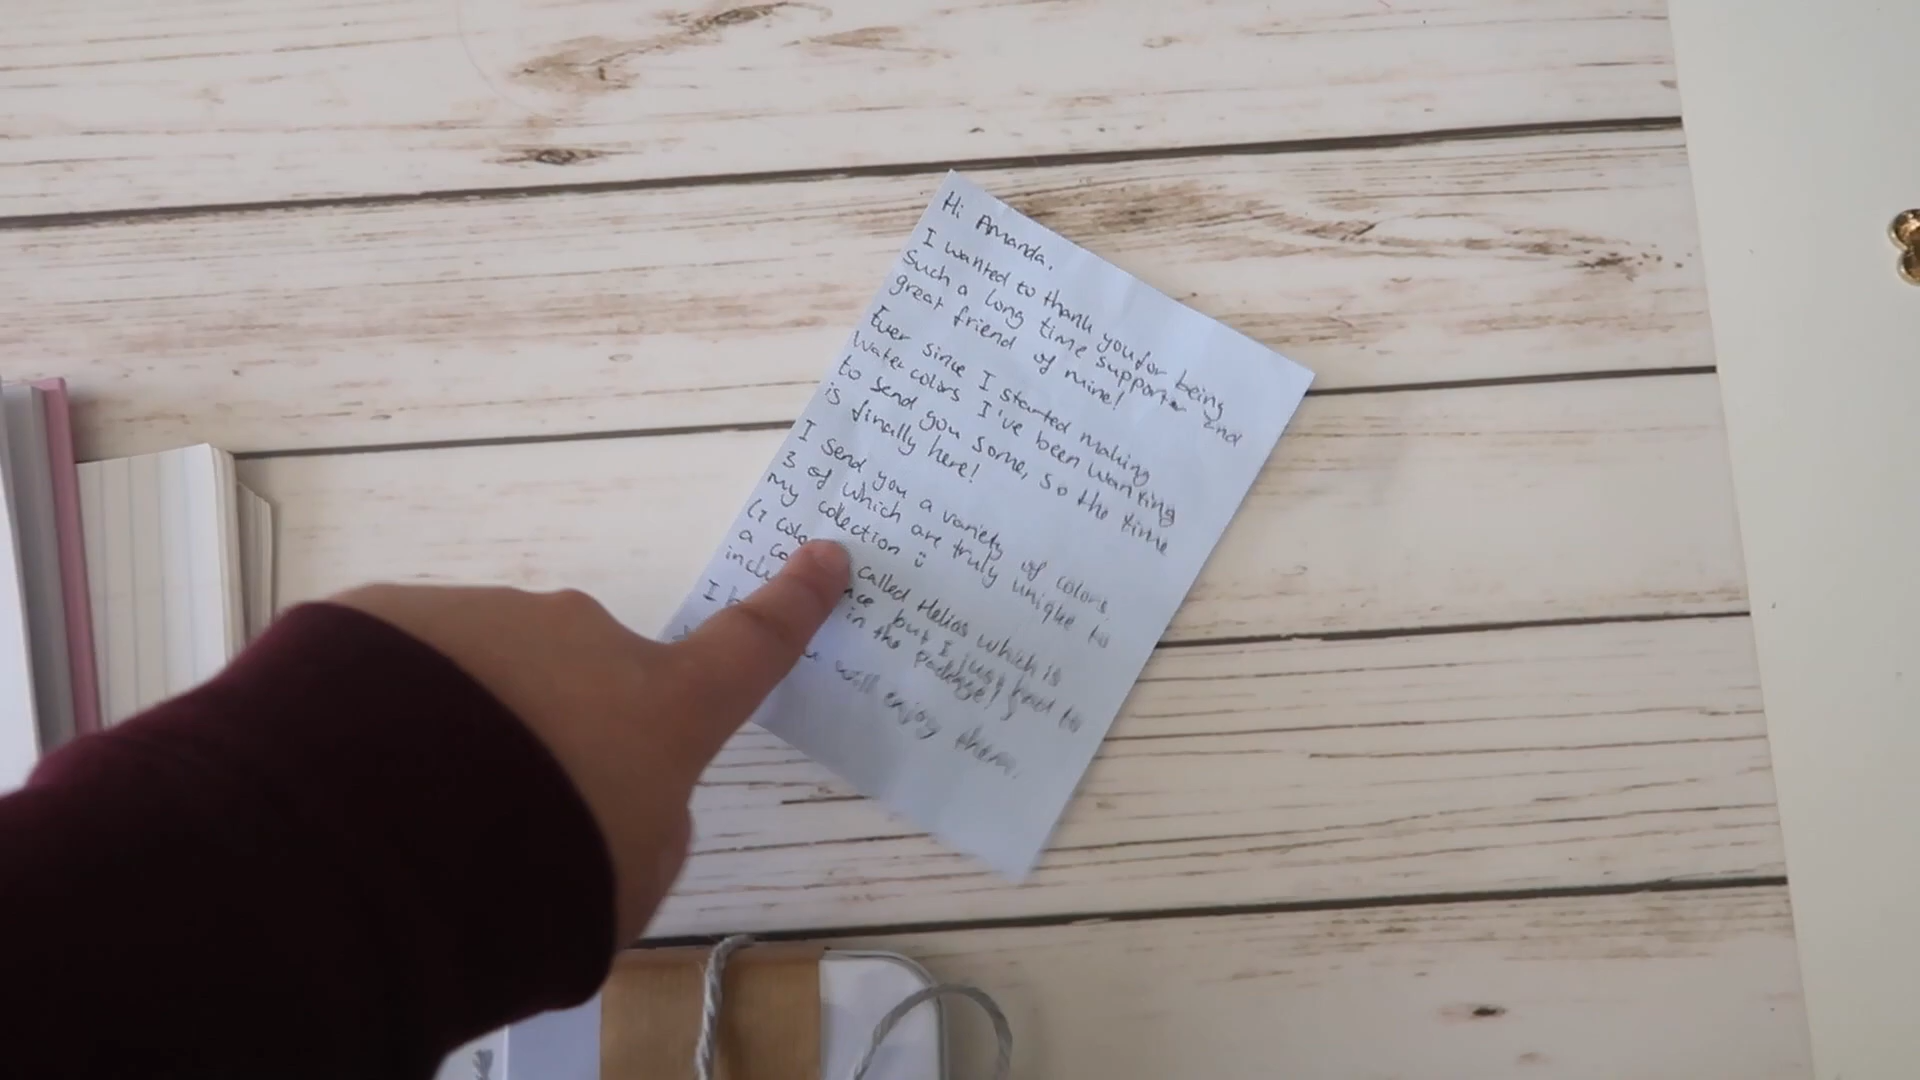 Hi Amanda.
I wanted to thank you for being
Such a long time supporter and
great friend of mine!
Ever since I started making
Watercolors I've been wanting
to send you some, so the time
is finally here!
I send you a variety of colors
3 of which are truly unique to
my collection ü
called Helios which is
a but I just had to
in the package!
I will enjoy them.